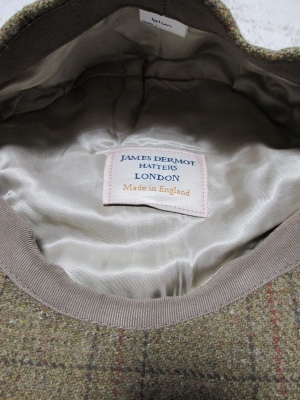 JAMES DERMOT
HATTERS
LONDON
Made in England